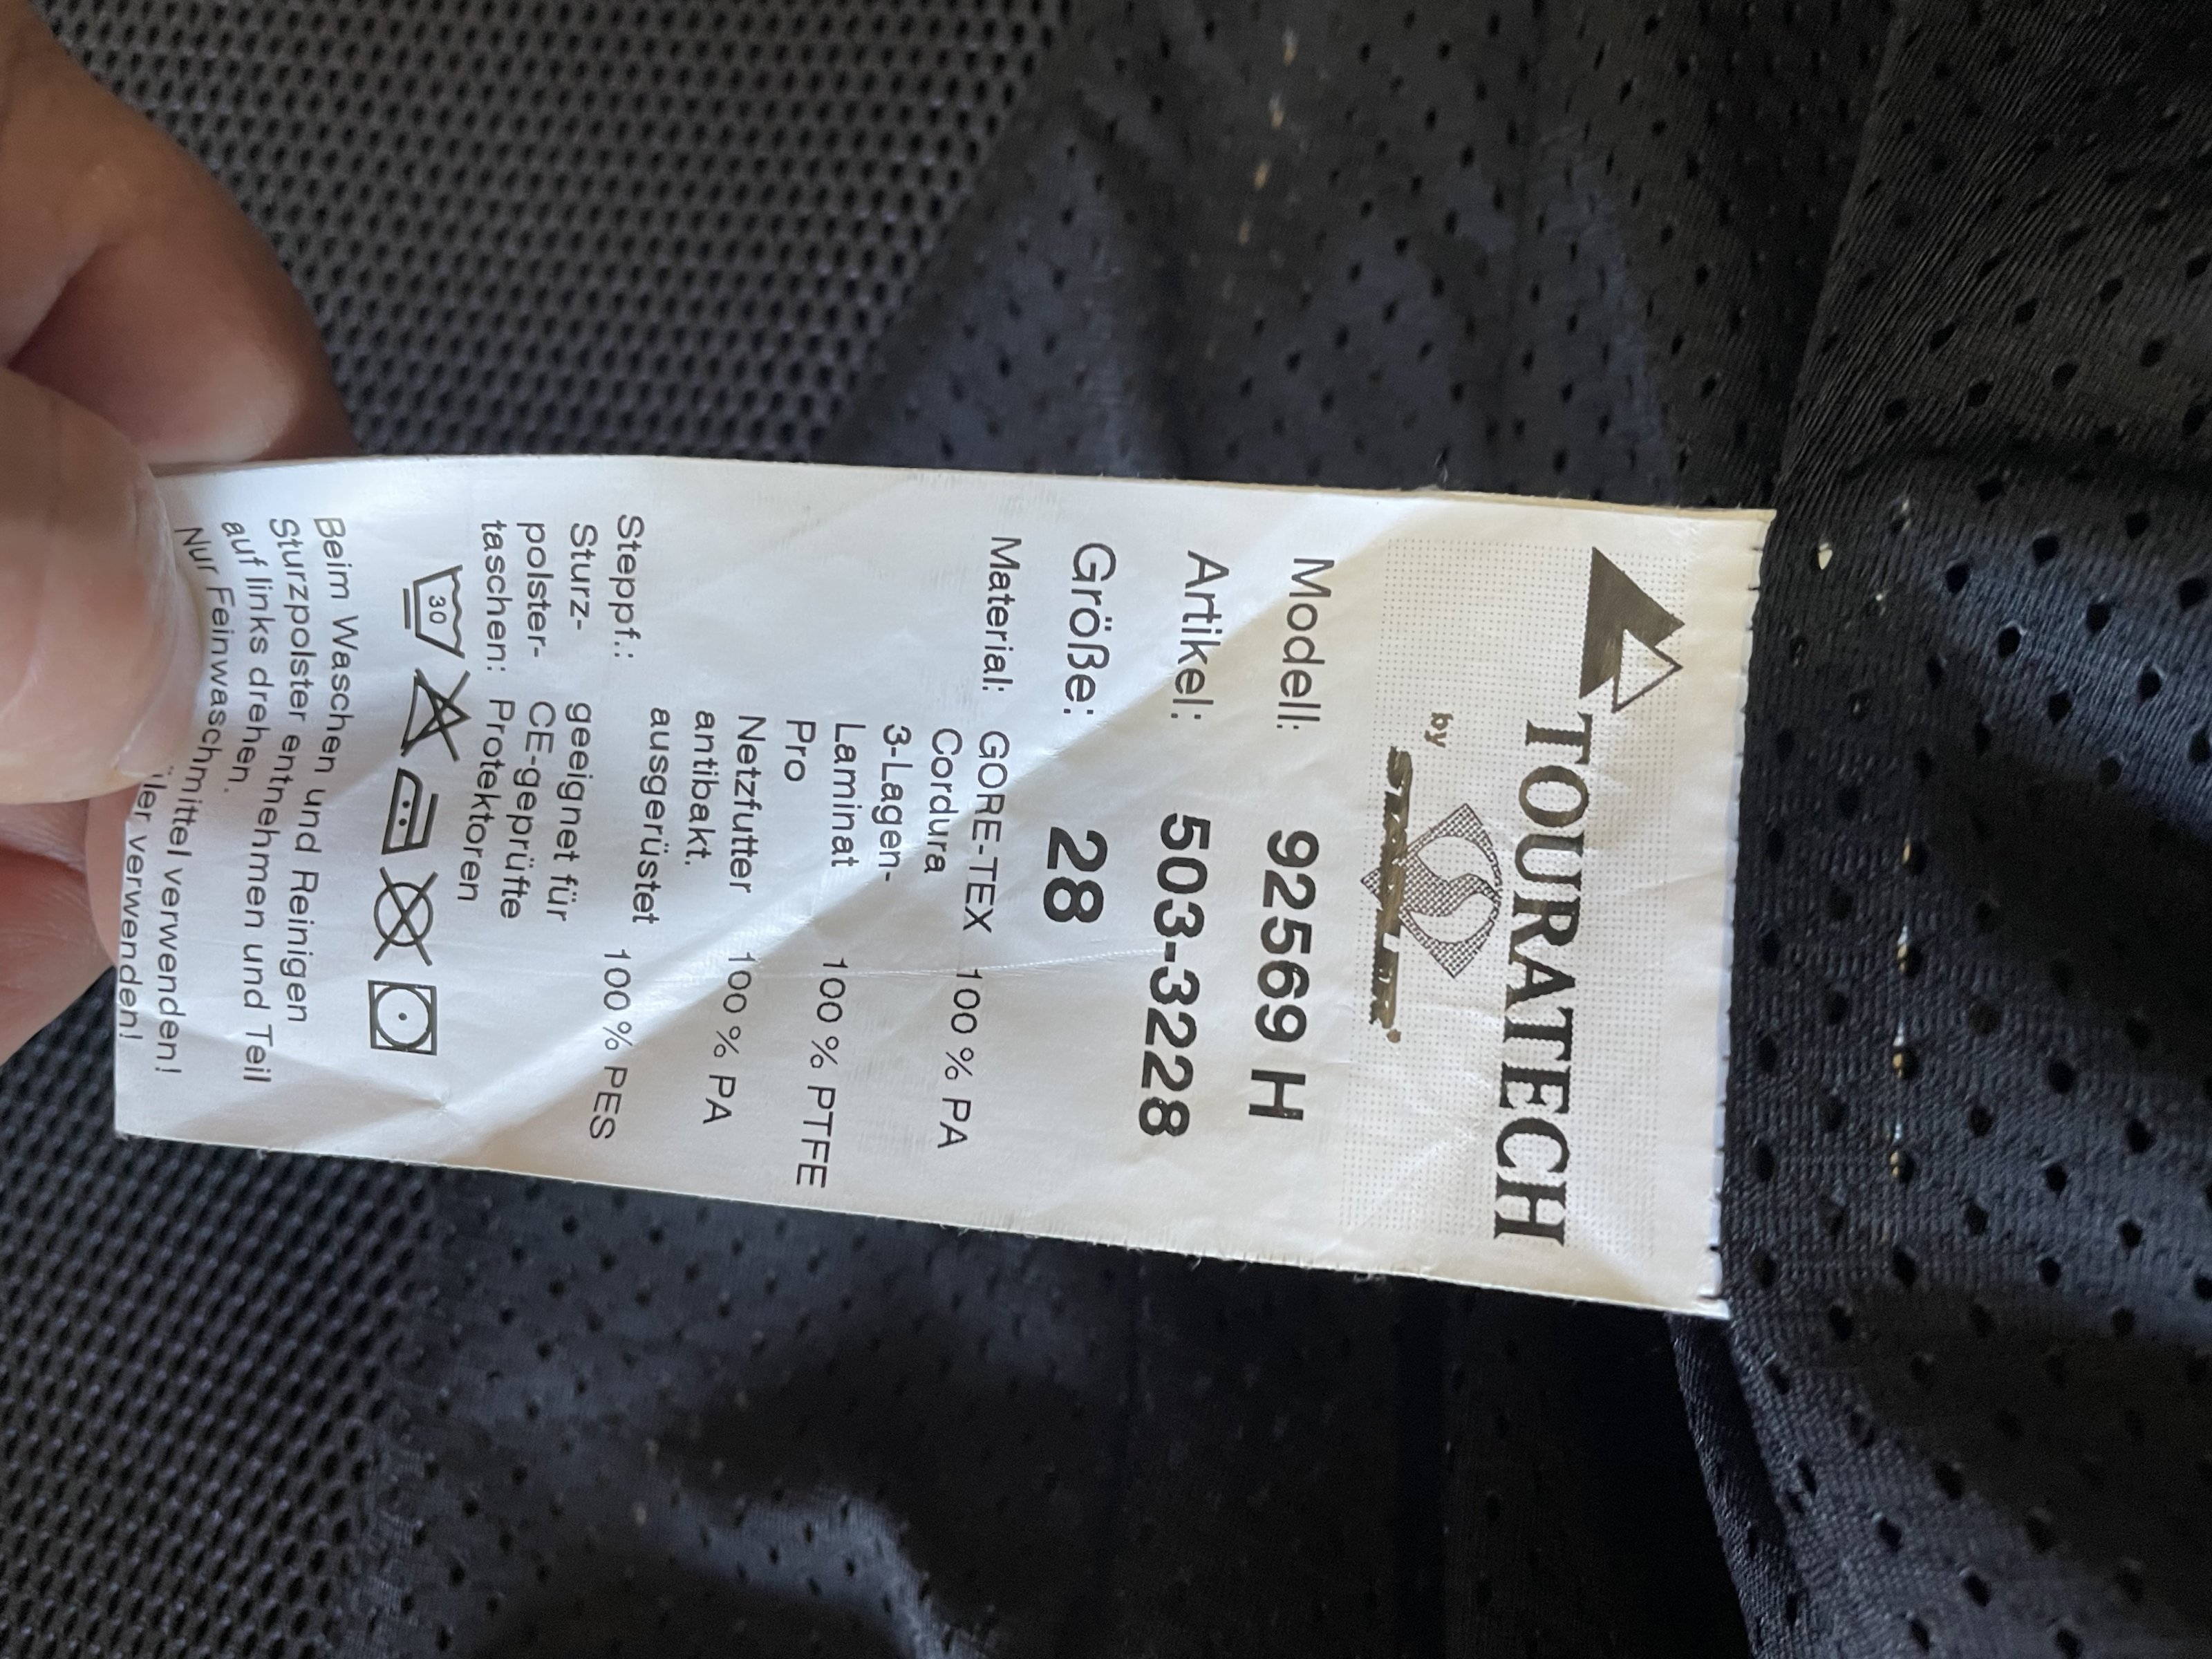 TOURATECH
by
STADLER
Modell: 92569 H
Artikel: 503-3228
Größe: 28
Material: GORE-TEX 100 % PA
Cordura
3-Lagen-
Laminat 100 % PTFE
Pro
Netzfutter 100 % PA
antibakt.
ausgerüstet
Steppf.: 100 % PES
Sturz- geeignet für
polster- CE-geprüfte
taschen: Protektoren
30
Beim Waschen und Reinigen
Sturzpolster entnehmen und Teil
auf links drehen.
Nur Feinwaschmittel verwenden!
verwenden!